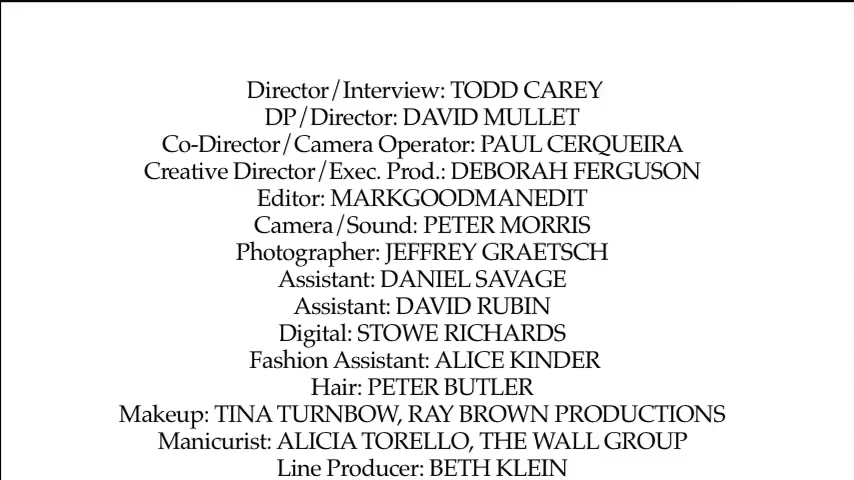 Director/Interview: TODD CAREY
DP/Director: DAVID MULLET
Co-Director/Camera Operator: PAUL CERQUEIRA
Creative Director/Exec. Prod.: DEBORAH FERGUSON
Editor: MARKGOODMANEDIT
Camera/Sound: PETER MORRIS
Photographer: JEFFREY GRAETSCH
Assistant: DANIEL SAVAGE
Assistant: DAVID RUBIN
Digital: STOWE RICHARDS
Fashion Assistant: ALICE KINDER
Hair: PETER BUTLER
Makeup: TINA TURNBOW, RAY BROWN PRODUCTIONS
Manicurist: ALICIA TORELLO, THE WALL GROUP
Line Producer: BETH KLEIN